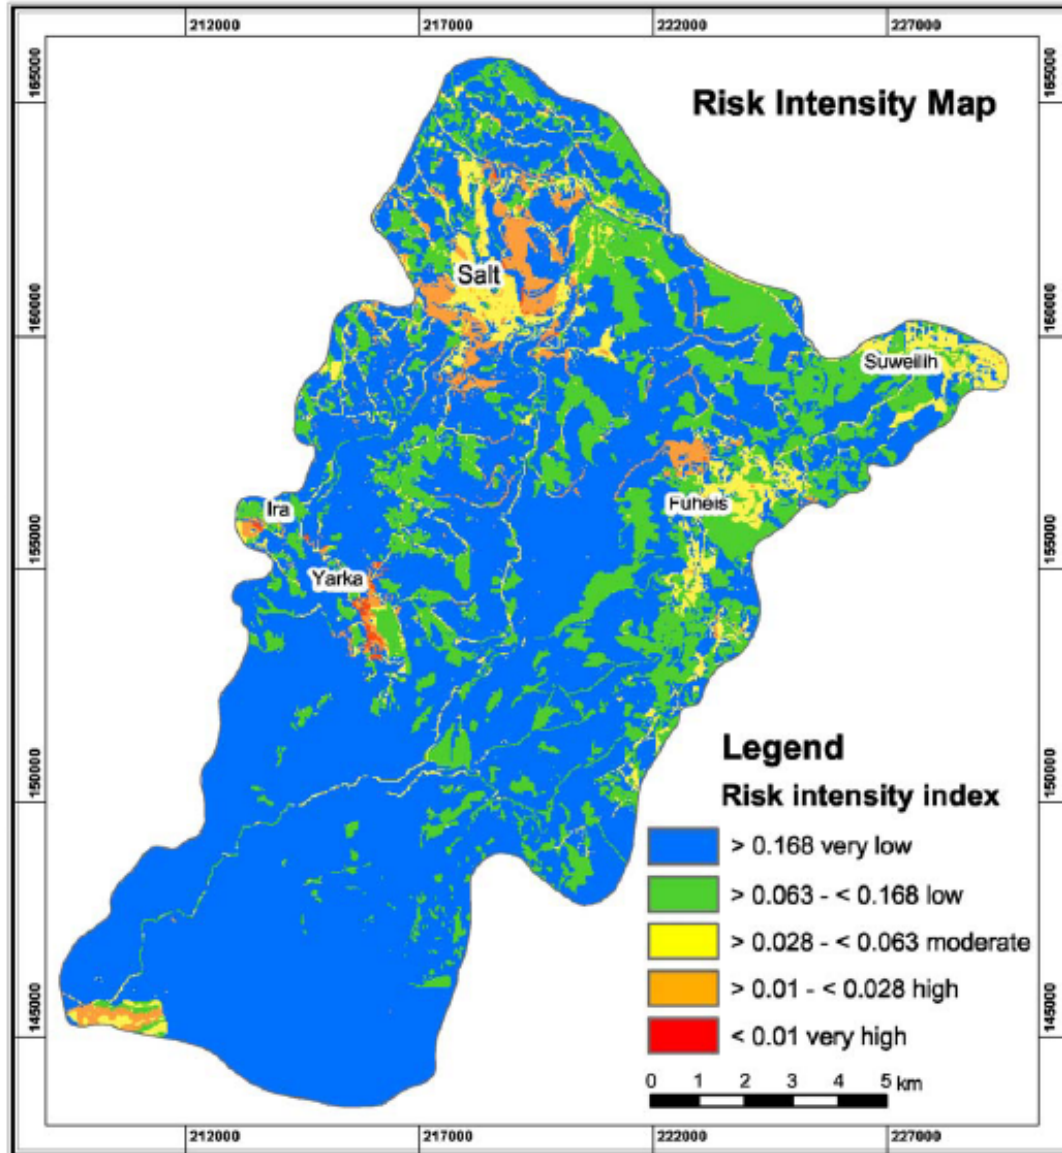 212000 217000 222000 227000
165000 165000
Risk Intensity Map
Salt
160000 160000
Suweilih
Fuheis
Ira
155000 155000
Yarka
Legend
150000 150000
Risk intensity index
> 0.168 very low
> 0.063 - < 0.168 low
> 0.028 - < 0.063 moderate
> 0.01 - < 0.028 high
145000 145000
< 0.01 very high
0 1 2 3 4 5 km
212000 217000 222000 227000